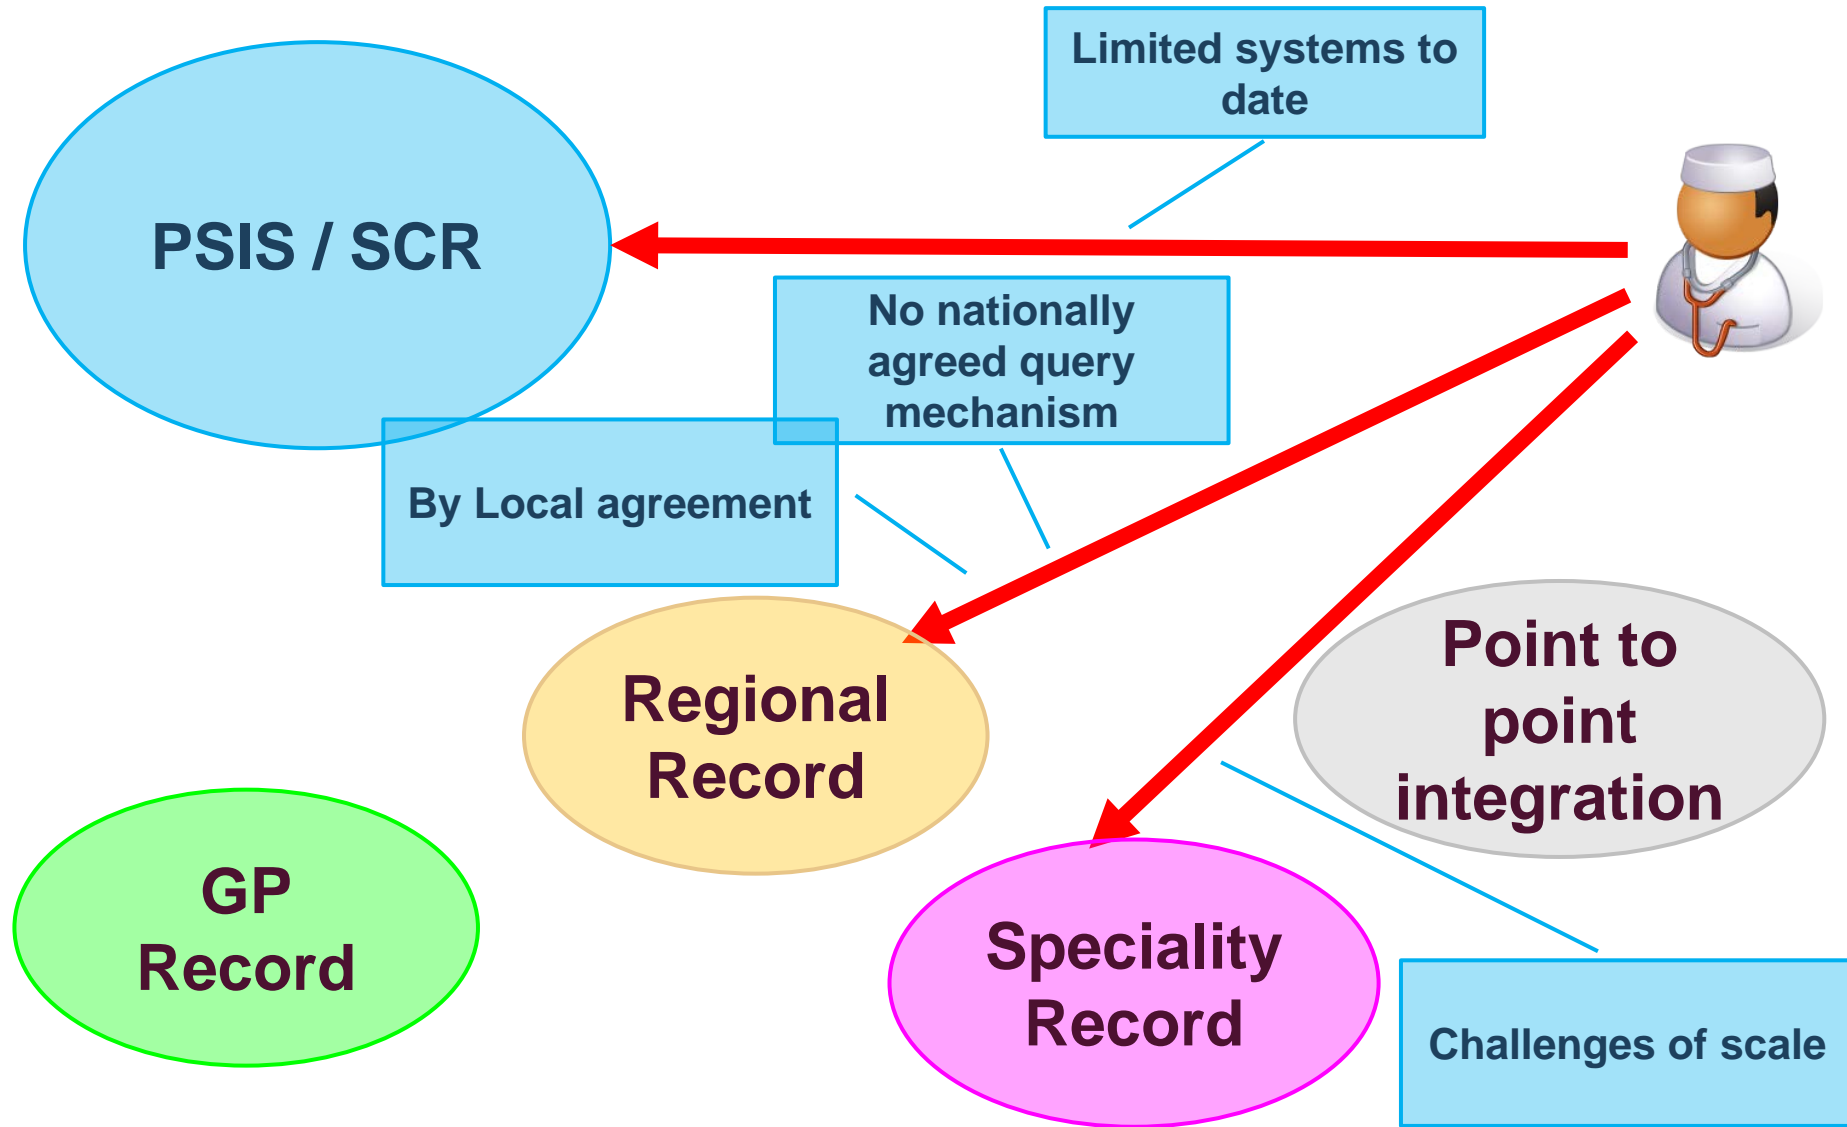 Limited systems to
date
PSIS / SCR
No nationally
agreed query
mechanism
By Local agreement
Regional
Record
Point to
point
integration
GP
Record
Speciality
Record
Challenges of scale